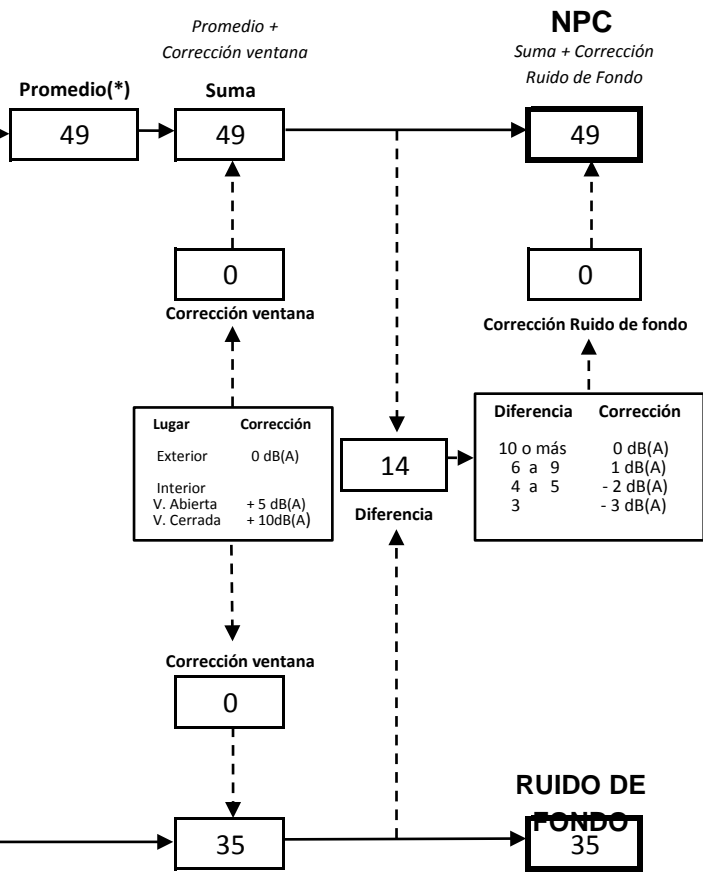 Promedio +
Corrección ventana
NPC
Suma + Corrección
Ruido de Fondo
Promedio(*)
Suma
49
49
49
0
0
Corrección ventana
Corrección Ruido de fondo
Lugar Corrección
Exterior 0 dB(A)
Interior
V. Abierta + 5 dB(A)
V. Cerrada + 10dB(A)
14
Diferencia
Diferencia Corrección
10 o más 0 dB(A)
6 a 9 1 dB(A)
4 a 5 - 2 dB(A)
3 - 3 dB(A)
Corrección ventana
0
RUIDO DE
FONDO
35
35